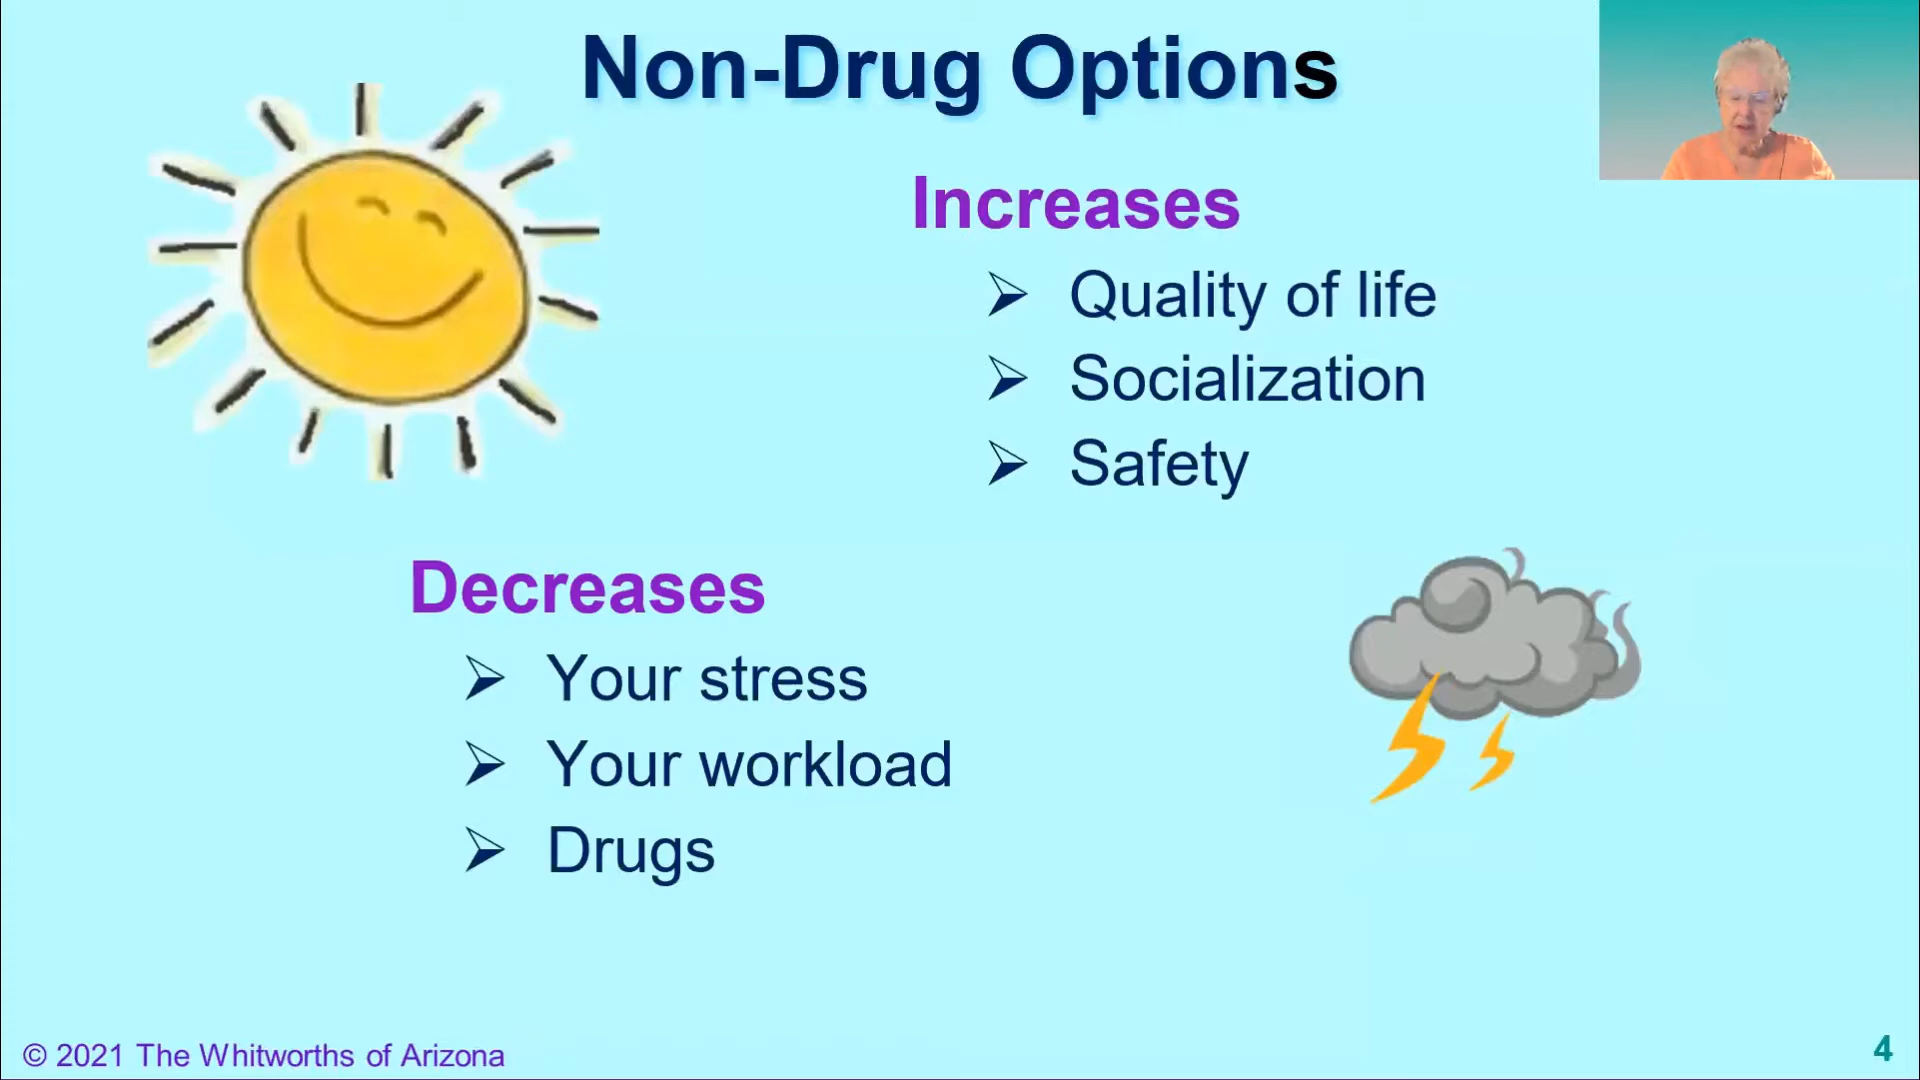 Non-Drug Options
Increases
➢ Quality of life
➢ Socialization
➢ Safety
Decreases
➢ Your stress
➢ Your workload
➢ Drugs
© 2021 The Whitworths of Arizona
4